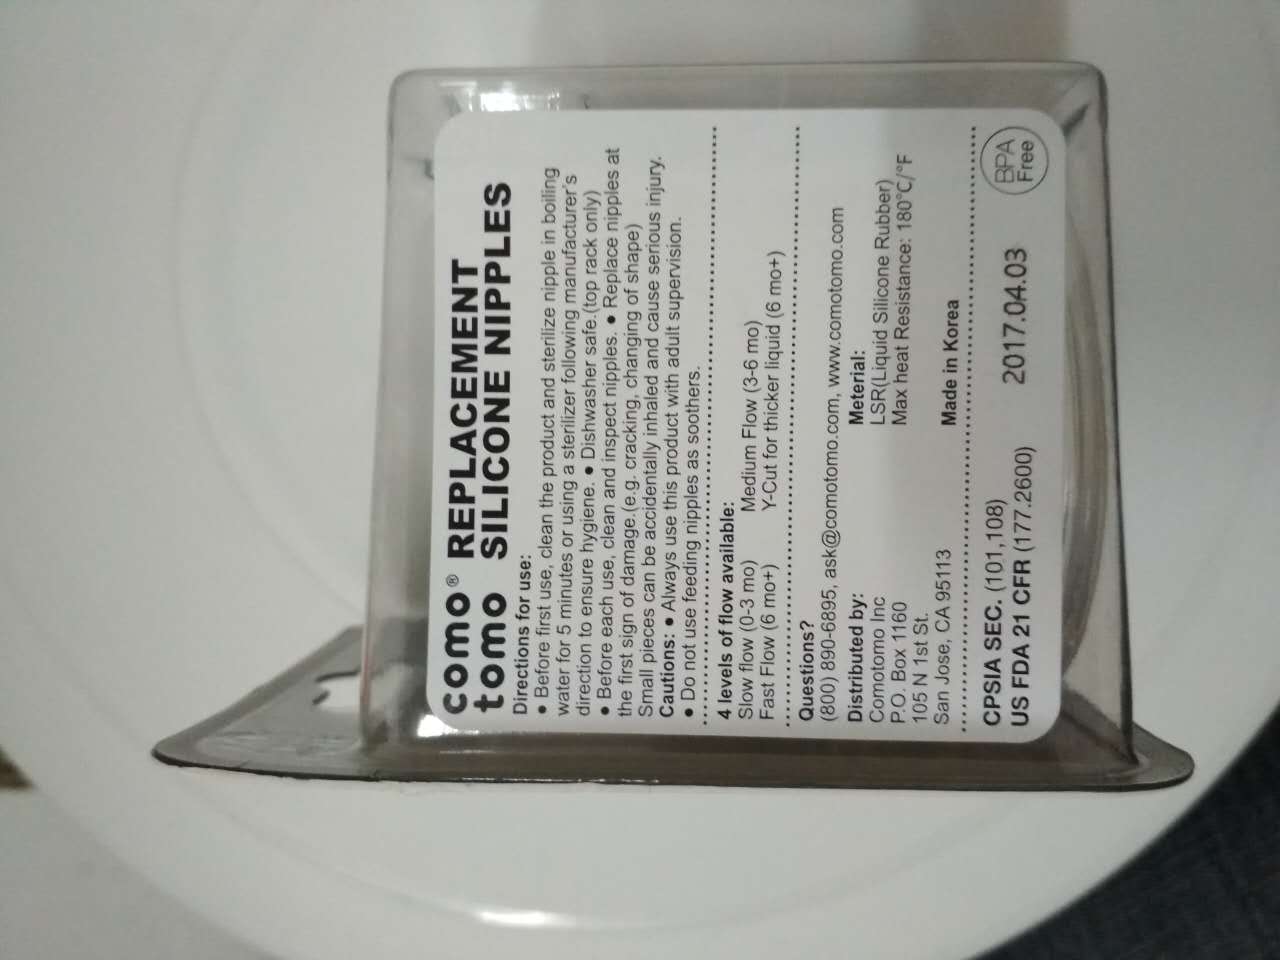 como® REPLACEMENT
tomo SILICONE NIPPLES
Directions for use:
• Before first use, clean the product and sterilize nipple in boiling
water for 5 minutes or using a sterilizer following manufacturer's
direction to ensure hygiene. • Dishwasher safe.(top rack only)
• Before each use, clean and inspect nipples. • Replace nipples at
the first sign of damage.(e.g. cracking, changing of shape)
Small pieces can be accidentally inhaled and cause serious injury.
Cautions: • Always use this product with adult supervision.
• Do not use feeding nipples as soothers.
4 levels of flow available:
Slow flow (0-3 mo) Medium Flow (3-6 mo)
Fast Flow (6 mo+) Y-Cut for thicker liquid (6 mo+)
Questions?
(800) 890-6895, ask@comotomo.com, www.comotomo.com
Distributed by:
Comotomo Inc
P.O. Box 1160
105 N 1st St.
San Jose, CA 95113
Meterial:
LSR(Liquid Silicone Rubber)
Max heat Resistance: 180°C/°F
Made in Korea
CPSIA SEC. (101,108)
US FDA 21 CFR (177.2600)
2017.04.03
BPA
Free